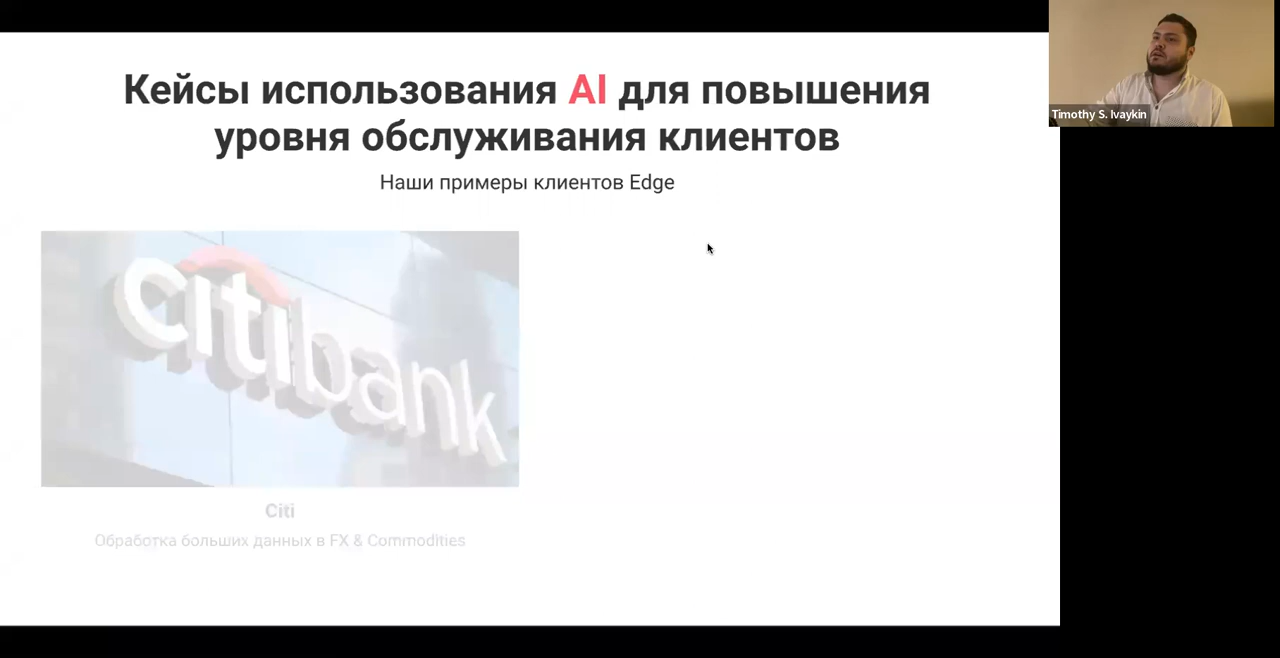 Кейсы использования AI для повышения
уровня обслуживания клиентов
Наши примеры клиентов Edge
citibank
Citi
Обработка больших данных в FX & Commodities
Timothy S. Ivaykin